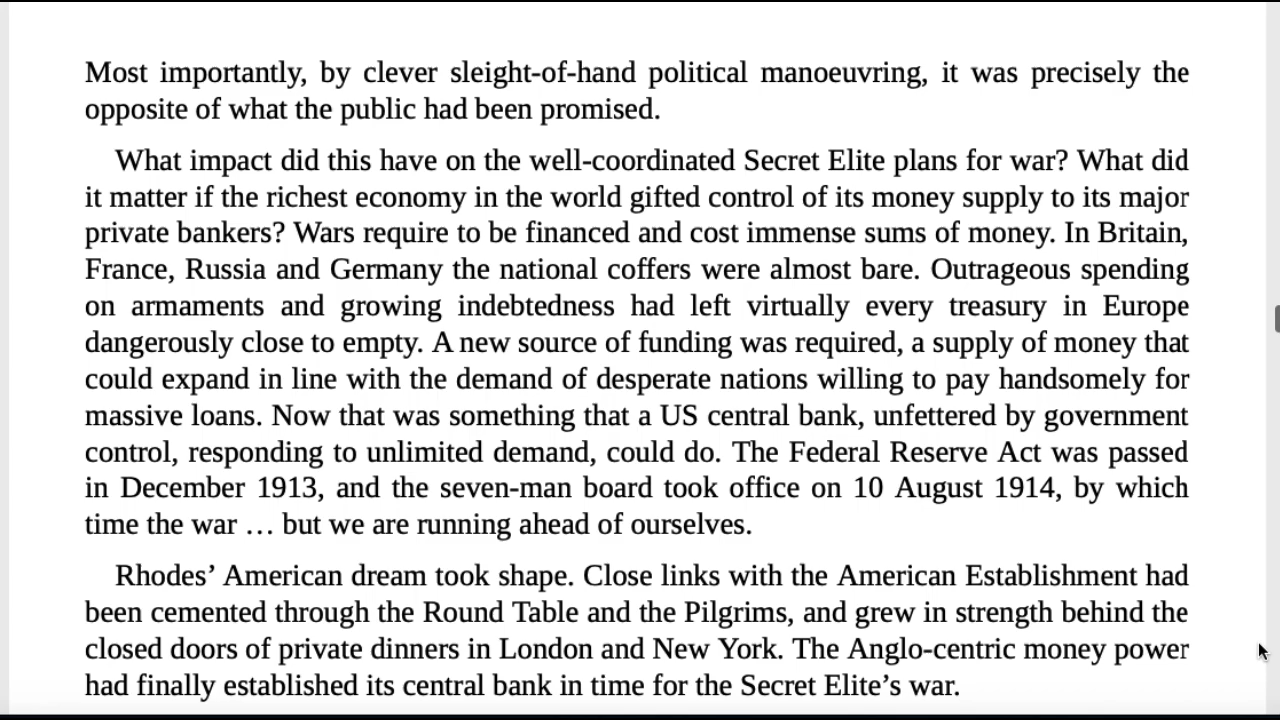 Most importantly, by clever sleight-of-hand political manoeuvring, it was precisely the
opposite of what the public had been promised.
What impact did this have on the well-coordinated Secret Elite plans for war? What did
it matter if the richest economy in the world gifted control of its money supply to its major
private bankers? Wars require to be financed and cost immense sums of money. In Britain,
France, Russia and Germany the national coffers were almost bare. Outrageous spending
on armaments and growing indebtedness had left virtually every treasury in Europe
dangerously close to empty. A new source of funding was required, a supply of money that
could expand in line with the demand of desperate nations willing to pay handsomely for
massive loans. Now that was something that a US central bank, unfettered by government
control, responding to unlimited demand, could do. The Federal Reserve Act was passed
in December 1913, and the seven-man board took office on 10 August 1914, by which
time the war … but we are running ahead of ourselves.
Rhodes’ American dream took shape. Close links with the American Establishment had
been cemented through the Round Table and the Pilgrims, and grew in strength behind the
closed doors of private dinners in London and New York. The Anglo-centric money power
had finally established its central bank in time for the Secret Elite’s war.